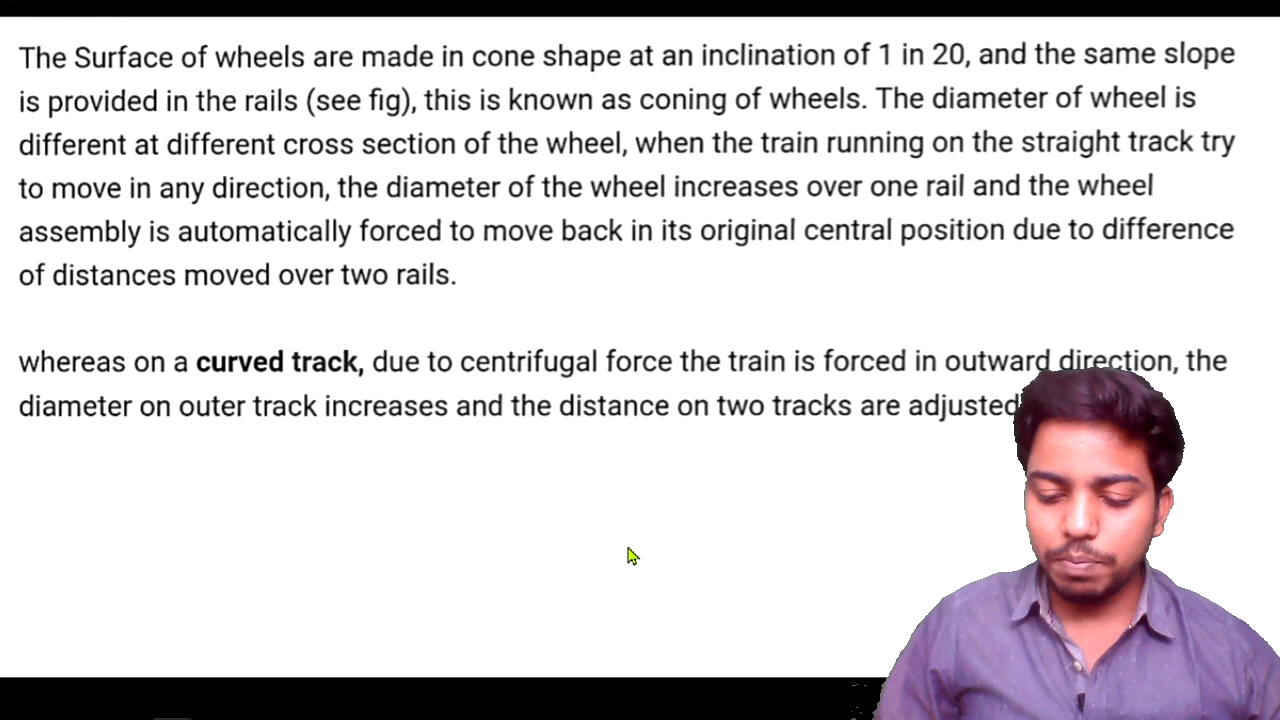 The Surface of wheels are made in cone shape at an inclination of 1 in 20, and the same slope
is provided in the rails (see fig), this is known as coning of wheels. The diameter of wheel is
different at different cross section of the wheel, when the train running on the straight track try
to move in any direction, the diameter of the wheel increases over one rail and the wheel
assembly is automatically forced to move back in its original central position due to difference
of distances moved over two rails.
whereas on a curved track, due to centrifugal force the train is forced in outward direction, the
diameter on outer track increases and the distance on two tracks are adjusted